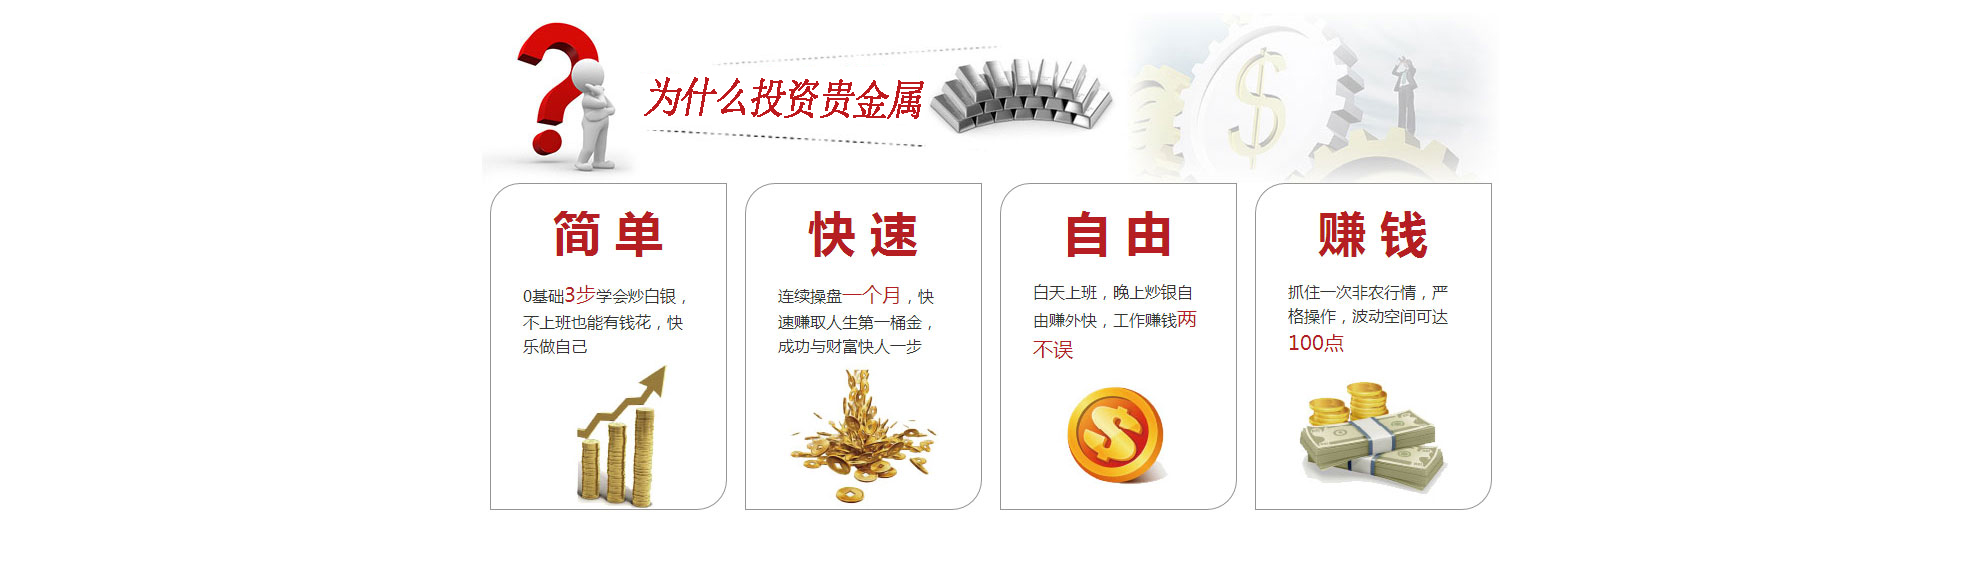 为什么投资贵金属
简单
0基础3步学会炒白银，
不上班也能有钱花，快
乐做自己
快速
连续操盘一个月，快
速赚取人生第一桶金，
成功与财富快人一步
自由
白天上班，晚上炒银自
由赚外快，工作赚钱两
不误
赚钱
抓住一次非农行情，严
格操作，波动空间可达
100点